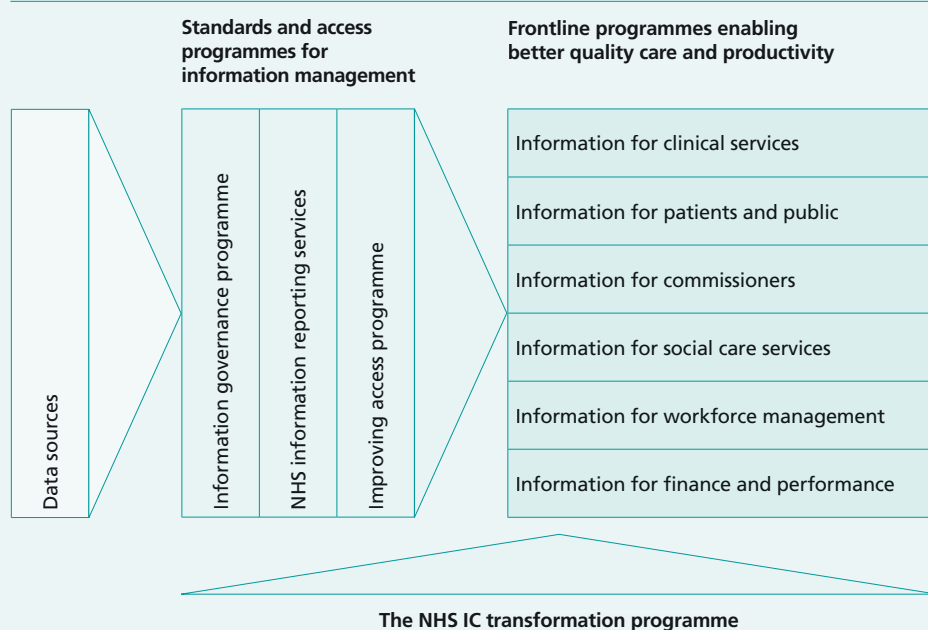 Standards and access
programmes for
information management
Frontline programmes enabling
better quality care and productivity
Data sources
Information governance programme
NHS information reporting services
Improving access programme
Information for clinical services
Information for patients and public
Information for commissioners
Information for social care services
Information for workforce management
Information for finance and performance
The NHS IC transformation programme